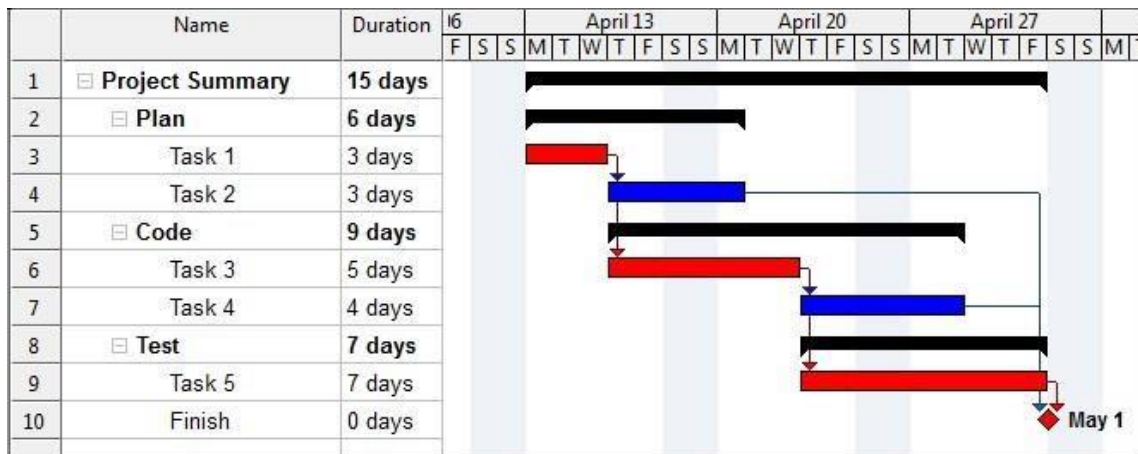 Name Duration 06 April 13 April 20 April 27
F S S M T W T F S S M T W T F S S M T W T F S S M
1 Project Summary 15 days
2 Plan 6 days
3 Task 1 3 days
4 Task 2 3 days
5 Code 9 days
6 Task 3 5 days
7 Task 4 4 days
8 Test 7 days
9 Task 5 7 days
10 Finish 0 days May 1